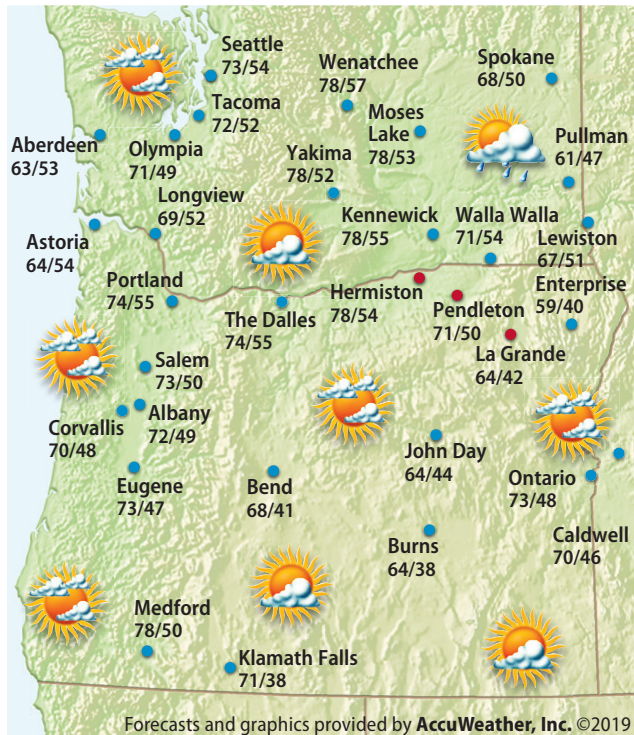 Seattle
73/54
Wenatchee
78/57
Spokane
68/50
Tacoma
72/52
Moses
Lake
78/53
Aberdeen
63/53
Olympia
71/49
Yakima
78/52
Pullman
61/47
Longview
69/52
Kennewick
78/55
Walla Walla
71/54
Lewiston
67/51
Astoria
64/54
Portland
74/55
The Dalles
74/55
Hermiston
78/54
Pendleton
71/50
Enterprise
59/40
La Grande
64/42
Salem
73/50
Albany
72/49
Corvallis
70/48
John Day
64/44
Eugene
73/47
Bend
68/41
Ontario
73/48
Burns
64/38
Caldwell
70/46
Medford
78/50
Klamath Falls
71/38
Forecasts and graphics provided by AccuWeather, Inc. ©2019